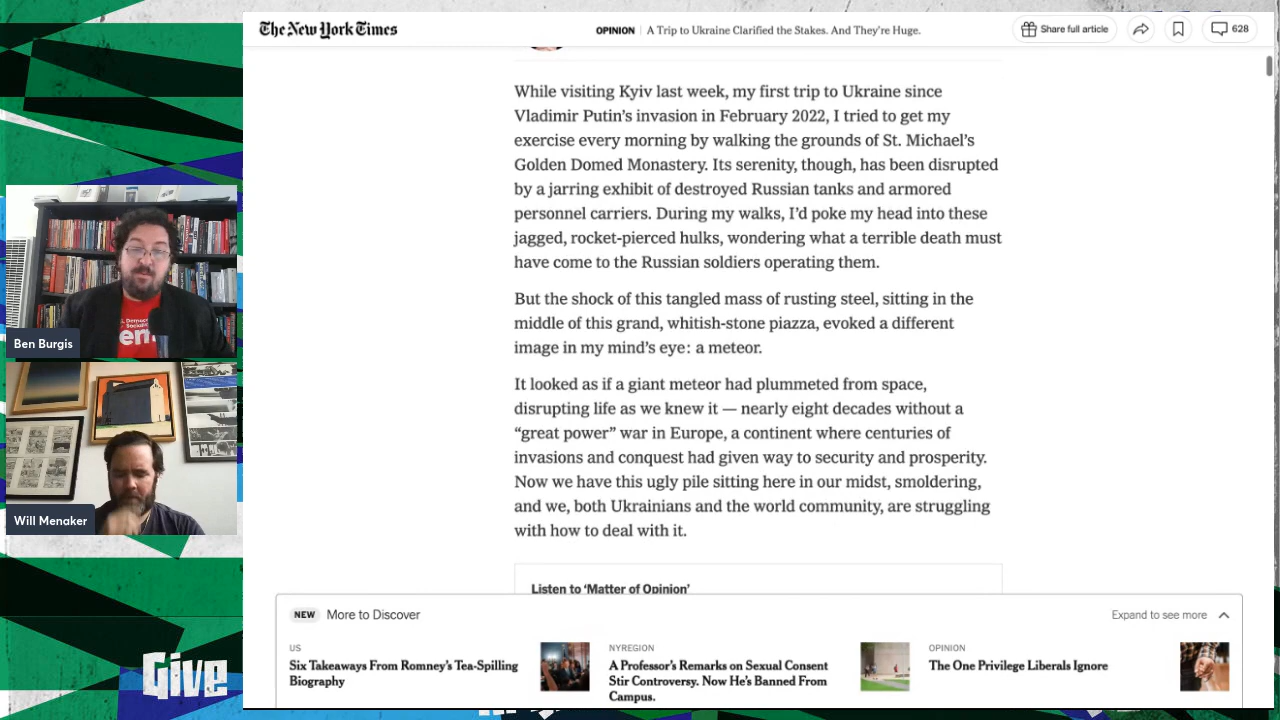 The New York Times
OPINION | A Trip to Ukraine Clarified the Stakes. And They're Huge.
Share full article
628
While visiting Kyiv last week, my first trip to Ukraine since
Vladimir Putin's invasion in February 2022, I tried to get my
exercise every morning by walking the grounds of St. Michael's
Golden Domed Monastery. Its serenity, though, has been disrupted
by a jarring exhibit of destroyed Russian tanks and armored
personnel carriers. During my walks, I'd poke my head into these
jagged, rocket-pierced hulks, wondering what a terrible death must
have come to the Russian soldiers operating them.
But the shock of this tangled mass of rusting steel, sitting in the
middle of this grand, whitish-stone piazza, evoked a different
image in my mind's eye: a meteor.
It looked as if a giant meteor had plummeted from space,
disrupting life as we knew it — nearly eight decades without a
“great power” war in Europe, a continent where centuries of
invasions and conquest had given way to security and prosperity.
Now we have this ugly pile sitting here in our midst, smoldering,
and we, both Ukrainians and the world community, are struggling
with how to deal with it.
Listen to ‘Matter of Opinion’
NEW More to Discover
Expand to see more
US
Six Takeaways From Romney's Tea-Spilling
Biography
NYREGION
A Professor's Remarks on Sexual Consent
Stir Controversy. Now He's Banned From
Campus.
OPINION
The One Privilege Liberals Ignore
Ben Burgis
Will Menaker
Give